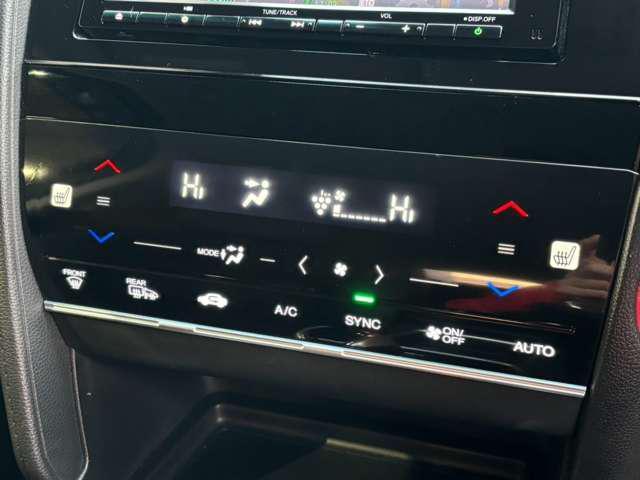 TUNE/TRACK
VOL
DISP.OFF
Hi
Hi
MODE
FRONT
REAR
A/C
SYNC
ON/
OFF
AUTO